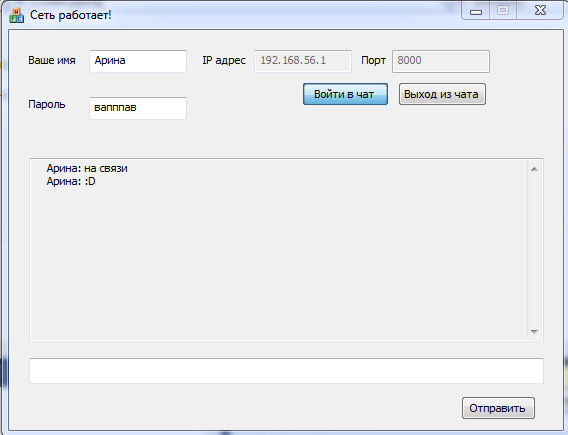 Сеть работает!
Ваше имя Арина IP адрес 192.168.56.1 Порт 8000
Войти в чат Выход из чата
Пароль вапппав
Арина: на связи
Арина: :D
Отправить